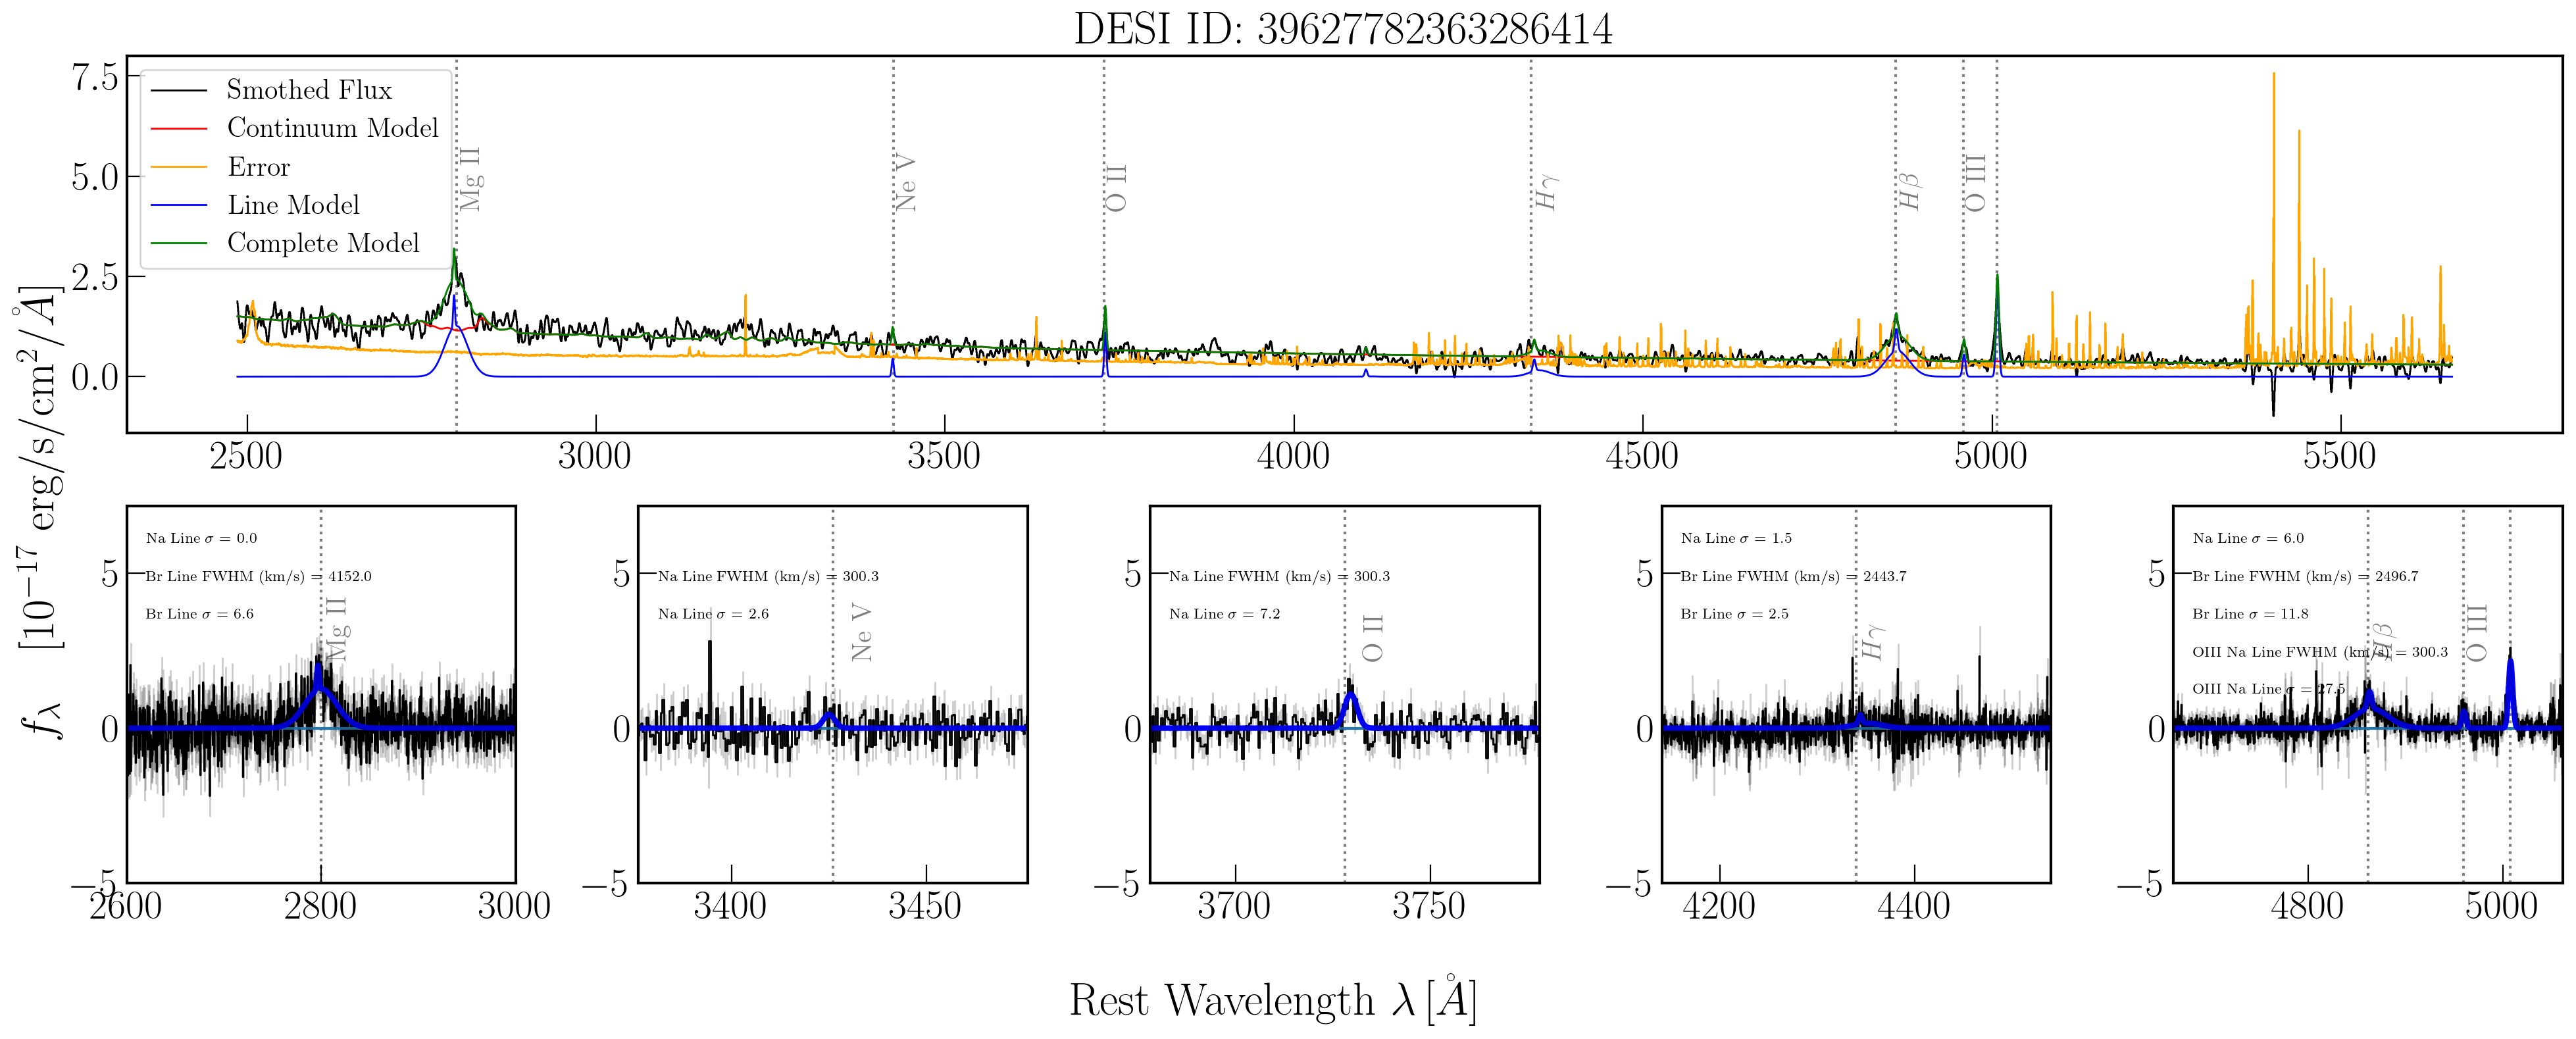 DESI ID: 39627782363286414
7.5
5.0
2.5
0.0
Smothed Flux
Continuum Model
Error
Line Model
Complete Model
Mg II
Ne V
O II
Hγ
Hβ
O III
2500 3000 3500 4000 4500 5000 5500
f_λ [10⁻¹⁷ erg/s/cm²/Å]
Na Line σ = 0.0
Br Line FWHM (km/s) = 4152.0
Br Line σ = 6.6
Mg II
5
0
−5
2600 2800 3000
Na Line FWHM (km/s) = 300.3
Na Line σ = 2.6
Ne V
5
0
−5
3400 3450
Na Line FWHM (km/s) = 300.3
Na Line σ = 7.2
O II
5
0
−5
3700 3750
Na Line σ = 1.5
Br Line FWHM (km/s) = 2443.7
Br Line σ = 2.5
Hγ
5
0
−5
4200 4400
Na Line σ = 6.0
Br Line FWHM (km/s) = 2496.7
Br Line σ = 11.8
OIII Na Line FWHM (km/s) = 300.3
OIII Na Line σ = 27.5
Hβ
O III
5
0
−5
4800 5000
Rest Wavelength λ [Å]